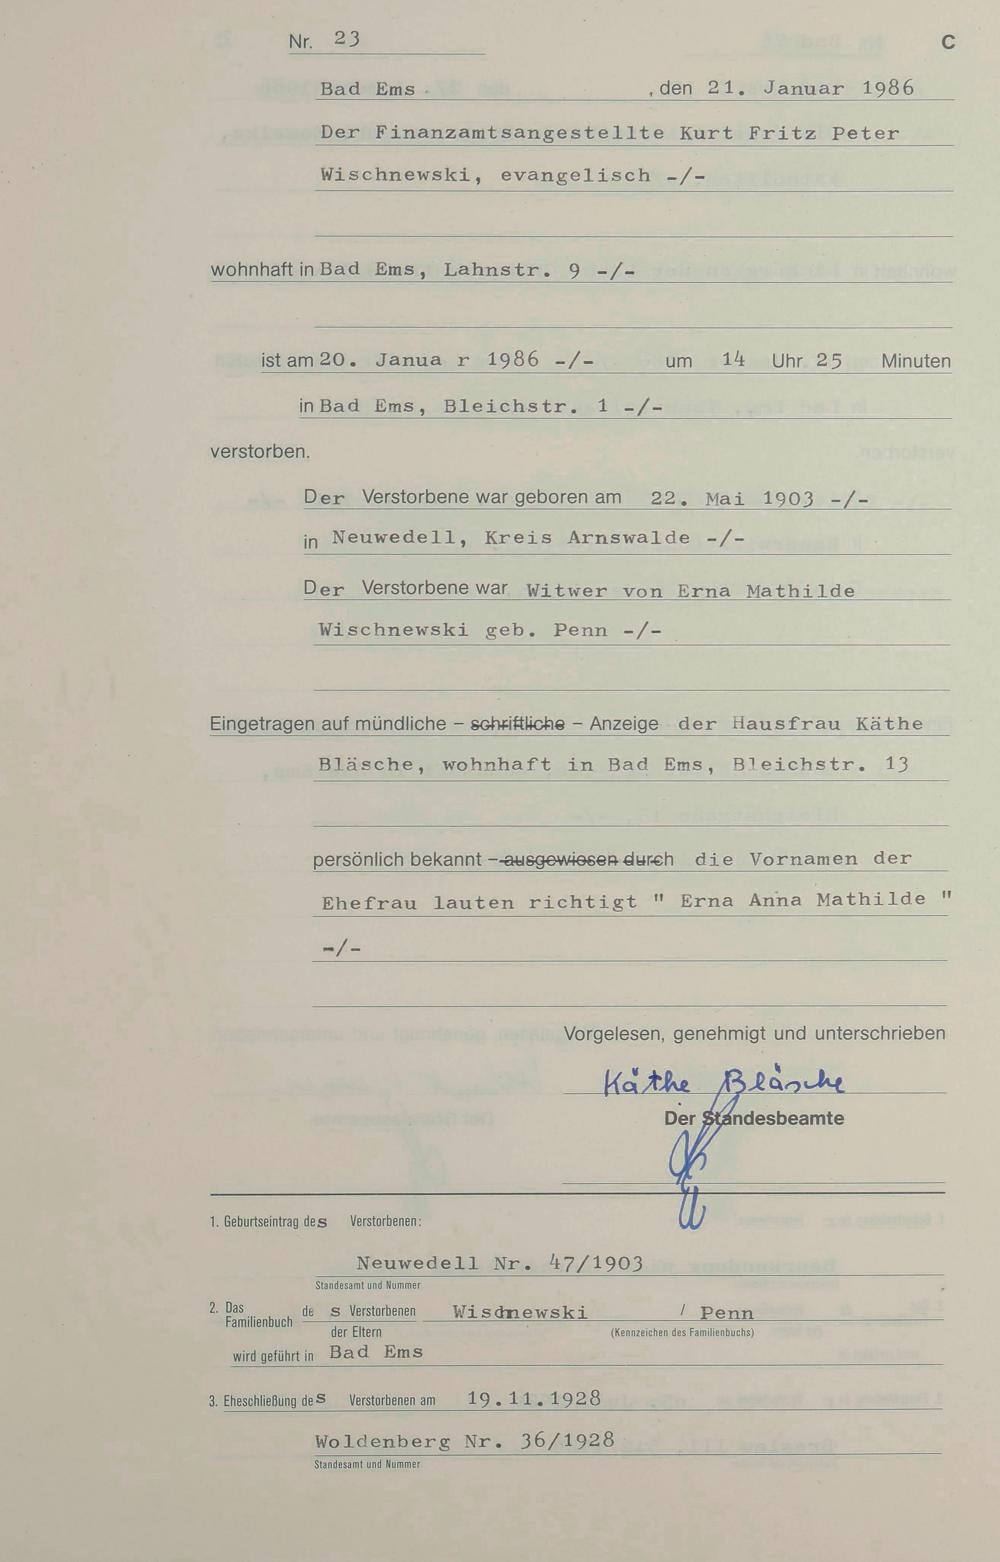 Nr. 23 C
Bad Ems , den 21. Januar 1986
Der Finanzamtsangestellte Kurt Fritz Peter
Wischnewski, evangelisch -/-
wohnhaft in Bad Ems, Lahnstr. 9 -/-
ist am 20. Janua r 1986 -/- um 14 Uhr 25 Minuten
in Bad Ems, Bleichstr. 1 -/-
verstorben.
Der Verstorbene war geboren am 22. Mai 1903 -/-
in Neuwedell, Kreis Arnswalde -/-
Der Verstorbene war Witwer von Erna Mathilde
Wischnewski geb. Penn -/-
Eingetragen auf mündliche – schriftliche – Anzeige der Hausfrau Käthe
Bläsche, wohnhaft in Bad Ems, Bleichstr. 13
persönlich bekannt – ausgewiesen durch die Vornamen der
Ehefrau lauten richtigt " Erna Anna Mathilde "
-/-
Vorgelesen, genehmigt und unterschrieben
Käthe Bläsche
Der Standesbeamte
1. Geburtseintrag des Verstorbenen:
Neuwedell Nr. 47/1903
Standesamt und Nummer
2. Das Familienbuch de s Verstorbenen Wischnewski / Penn
der Eltern (Kennzeichen des Familienbuchs)
wird geführt in Bad Ems
3. Eheschließung des Verstorbenen am 19.11.1928
Woldenberg Nr. 36/1928
Standesamt und Nummer